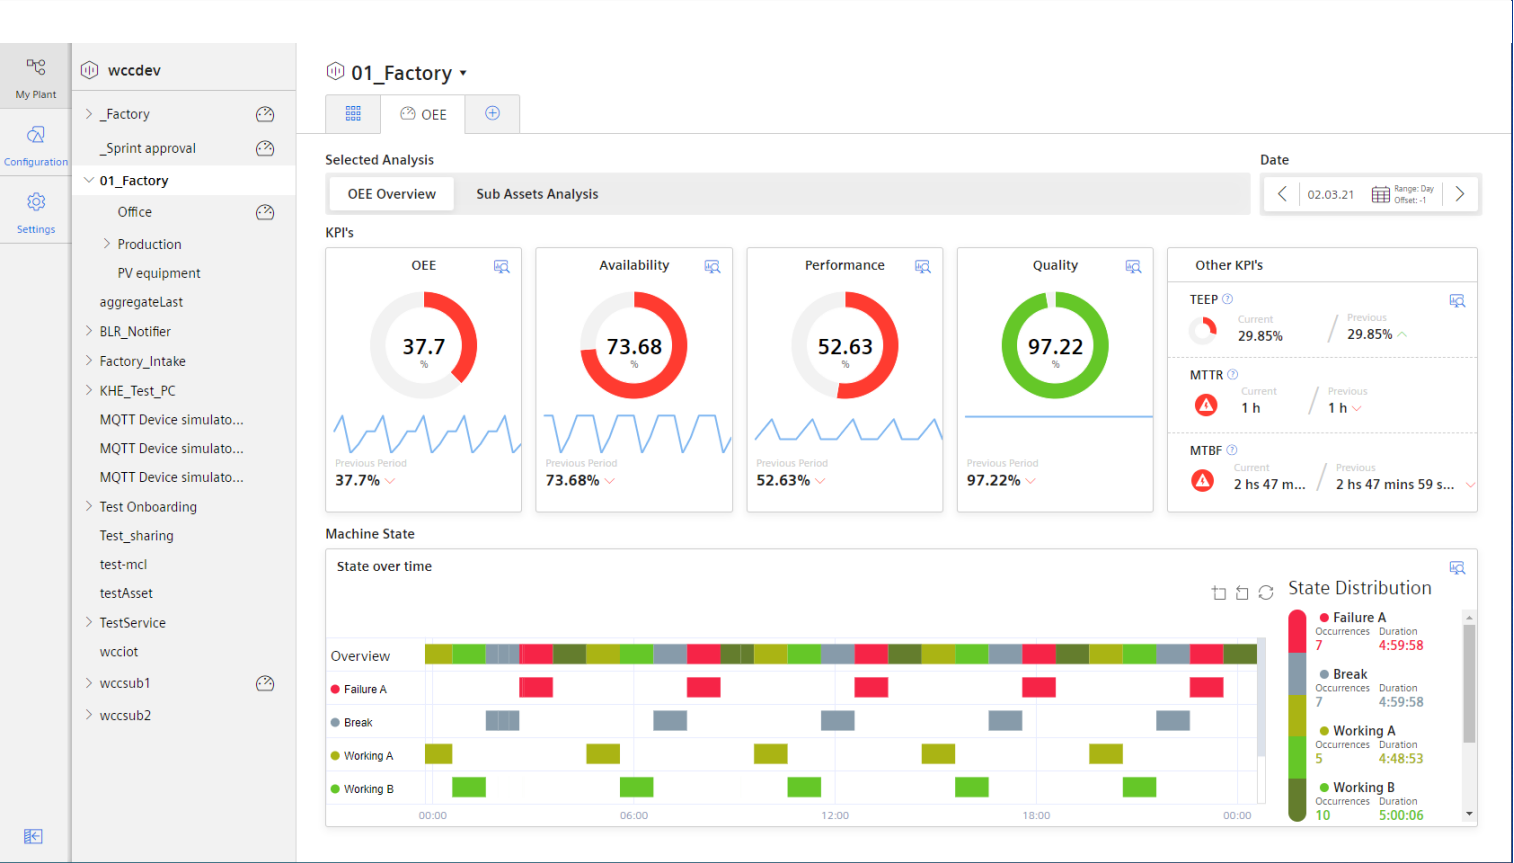 My Plant
Configuration
Settings
wccdev
_Factory
_Sprint approval
01_Factory
Office
Production
PV equipment
aggregateLast
BLR_Notifier
Factory_Intake
KHE_Test_PC
MQTT Device simulato...
MQTT Device simulato...
MQTT Device simulato...
Test Onboarding
Test_sharing
test-mcl
testAsset
TestService
wcciot
wccsub1
wccsub2
01_Factory
OEE
Selected Analysis
OEE Overview Sub Assets Analysis
Date
02.03.21 Range: Day
Offset: -1
KPI's
OEE
37.7
%
Previous Period
37.7%
Availability
73.68
%
Previous Period
73.68%
Performance
52.63
%
Previous Period
52.63%
Quality
97.22
%
Previous Period
97.22%
Other KPI's
TEEP
Current Previous
29.85% / 29.85%
MTTR
Current Previous
1 h / 1 h
MTBF
Current Previous
2 hs 47 m... / 2 hs 47 mins 59 s...
Machine State
State over time
Overview
Failure A
Break
Working A
Working B
00:00 06:00 12:00 18:00 00:00
State Distribution
Failure A
Occurrences Duration
7 4:59:58
Break
Occurrences Duration
7 4:59:58
Working A
Occurrences Duration
5 4:48:53
Working B
Occurrences Duration
10 5:00:06